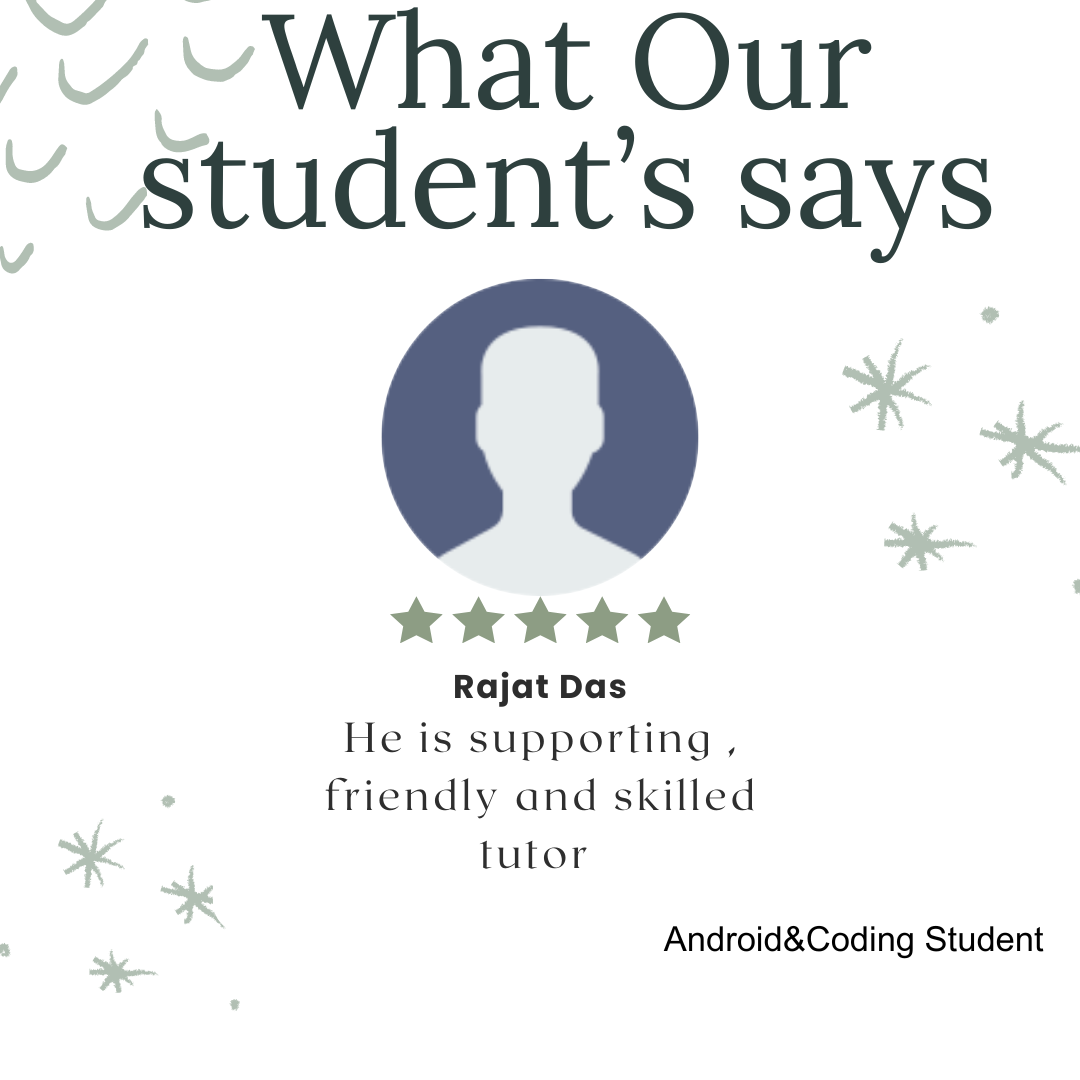 What Our
student’s says
Rajat Das
He is supporting ,
friendly and skilled
tutor
Android&Coding Student